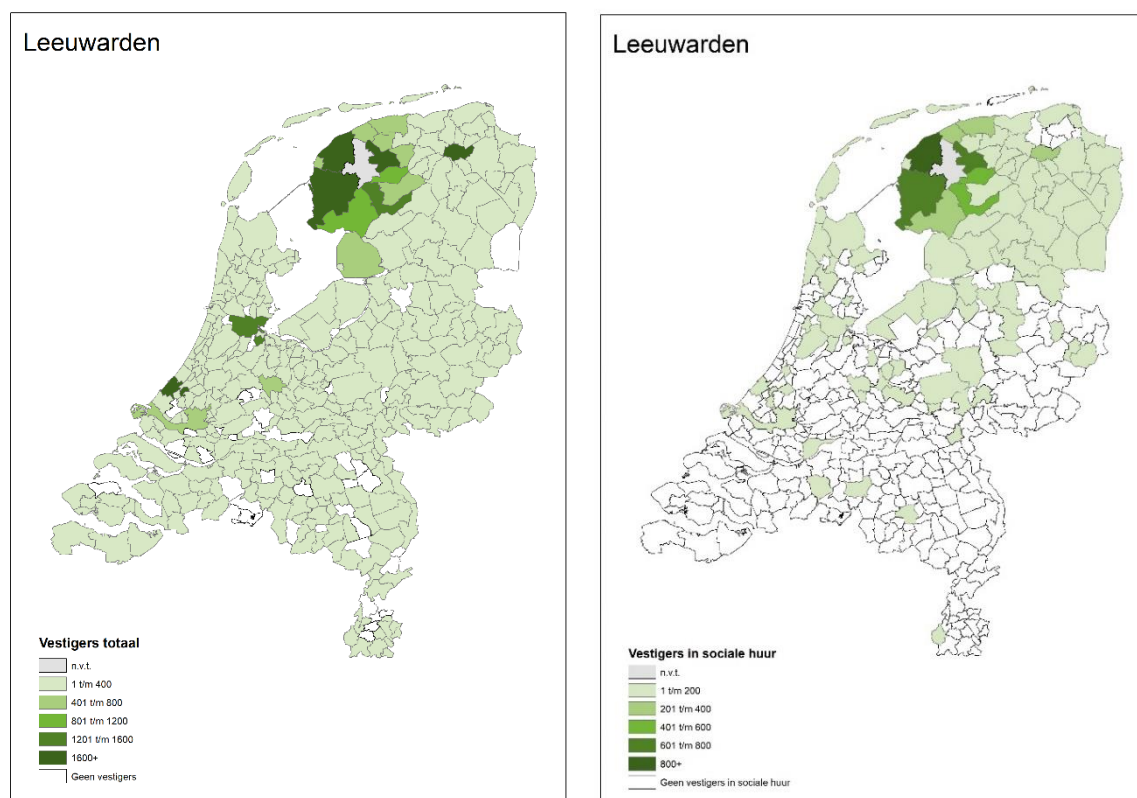 Leeuwarden
Vestigers totaal
n.v.t.
1 t/m 400
401 t/m 800
801 t/m 1200
1201 t/m 1600
1600+
Geen vestigers
Leeuwarden
Vestigers in sociale huur
n.v.t.
1 t/m 200
201 t/m 400
401 t/m 600
601 t/m 800
800+
Geen vestigers in sociale huur